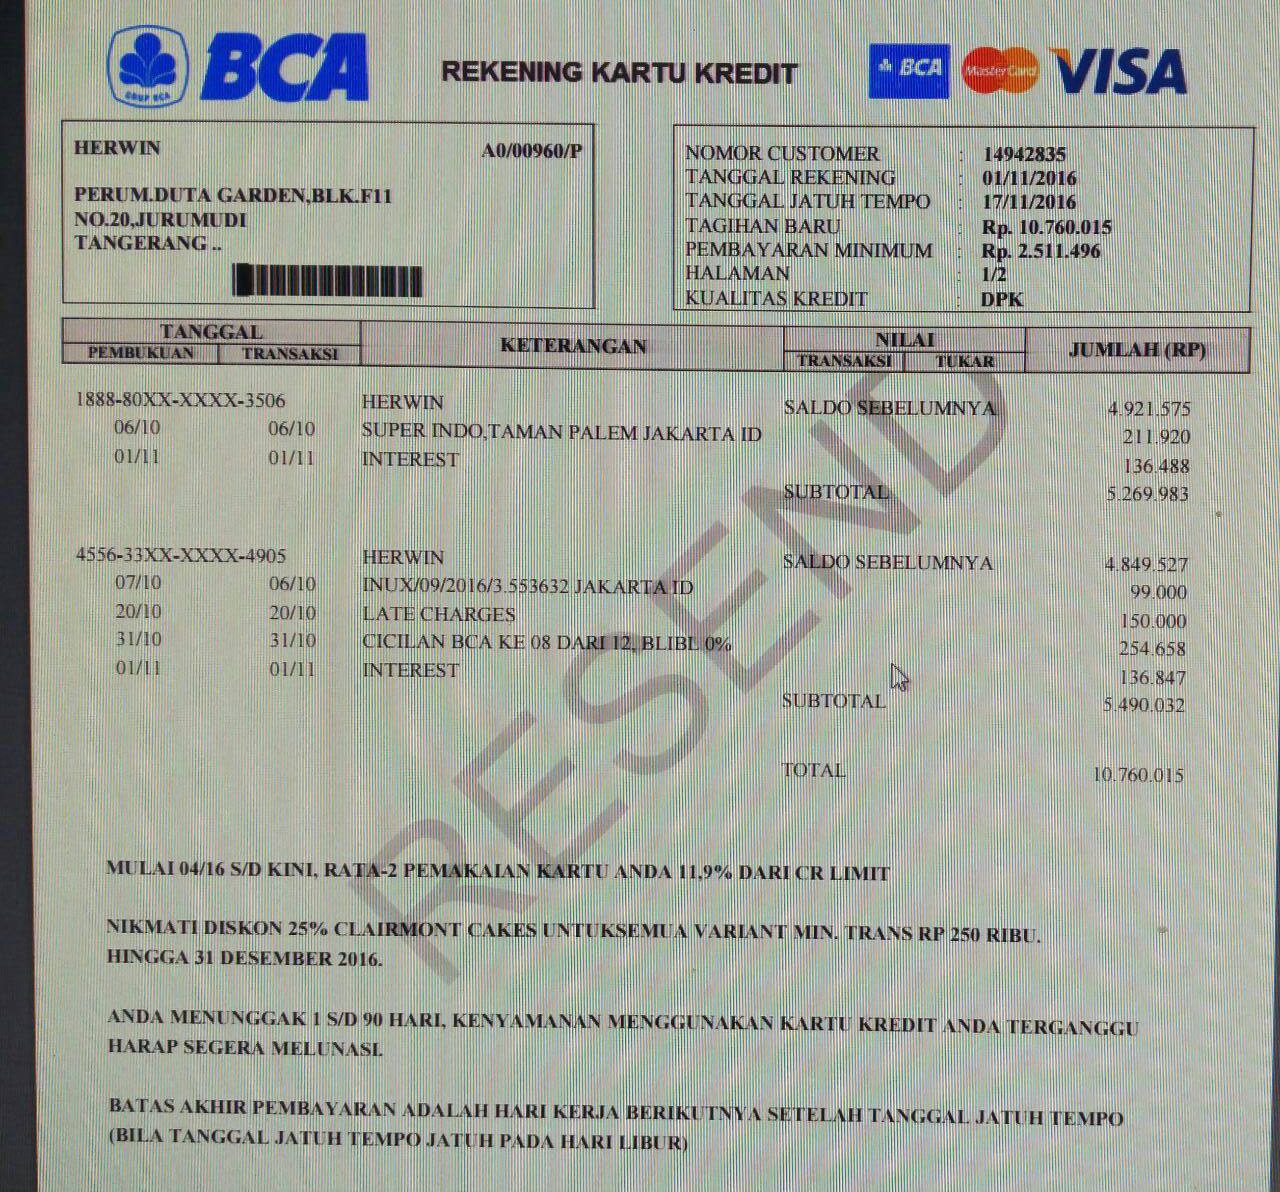 GRUP BCA
BCA
REKENING KARTU KREDIT
BCA MasterCard VISA
HERWIN A0/00960/P
PERUM.DUTA GARDEN,BLK.F11
NO.20,JURUMUDI
TANGERANG ..
NOMOR CUSTOMER : 14942835
TANGGAL REKENING : 01/11/2016
TANGGAL JATUH TEMPO : 17/11/2016
TAGIHAN BARU : Rp. 10.760.015
PEMBAYARAN MINIMUM : Rp. 2.511.496
HALAMAN : 1/2
KUALITAS KREDIT : DPK
TANGGAL KETERANGAN NILAI JUMLAH (RP)
PEMBUKUAN TRANSAKSI TRANSAKSI TUKAR
1888-80XX-XXXX-3506 HERWIN SALDO SEBELUMNYA 4.921.575
06/10 06/10 SUPER INDO,TAMAN PALEM JAKARTA ID 211.920
01/11 01/11 INTEREST 136.488
SUBTOTAL 5.269.983
4556-33XX-XXXX-4905 HERWIN SALDO SEBELUMNYA 4.849.527
07/10 06/10 INUX/09/2016/3.553632 JAKARTA ID 99.000
20/10 20/10 LATE CHARGES 150.000
31/10 31/10 CICILAN BCA KE 08 DARI 12, BLIBL 0% 254.658
01/11 01/11 INTEREST 136.847
SUBTOTAL 5.490.032
TOTAL 10.760.015
RESEND
MULAI 04/16 S/D KINI, RATA-2 PEMAKAIAN KARTU ANDA 11,9% DARI CR LIMIT
NIKMATI DISKON 25% CLAIRMONT CAKES UNTUKSEMUA VARIANT MIN. TRANS RP 250 RIBU.
HINGGA 31 DESEMBER 2016.
ANDA MENUNGGAK 1 S/D 90 HARI, KENYAMANAN MENGGUNAKAN KARTU KREDIT ANDA TERGANGGU
HARAP SEGERA MELUNASI.
BATAS AKHIR PEMBAYARAN ADALAH HARI KERJA BERIKUTNYA SETELAH TANGGAL JATUH TEMPO
(BILA TANGGAL JATUH TEMPO JATUH PADA HARI LIBUR)